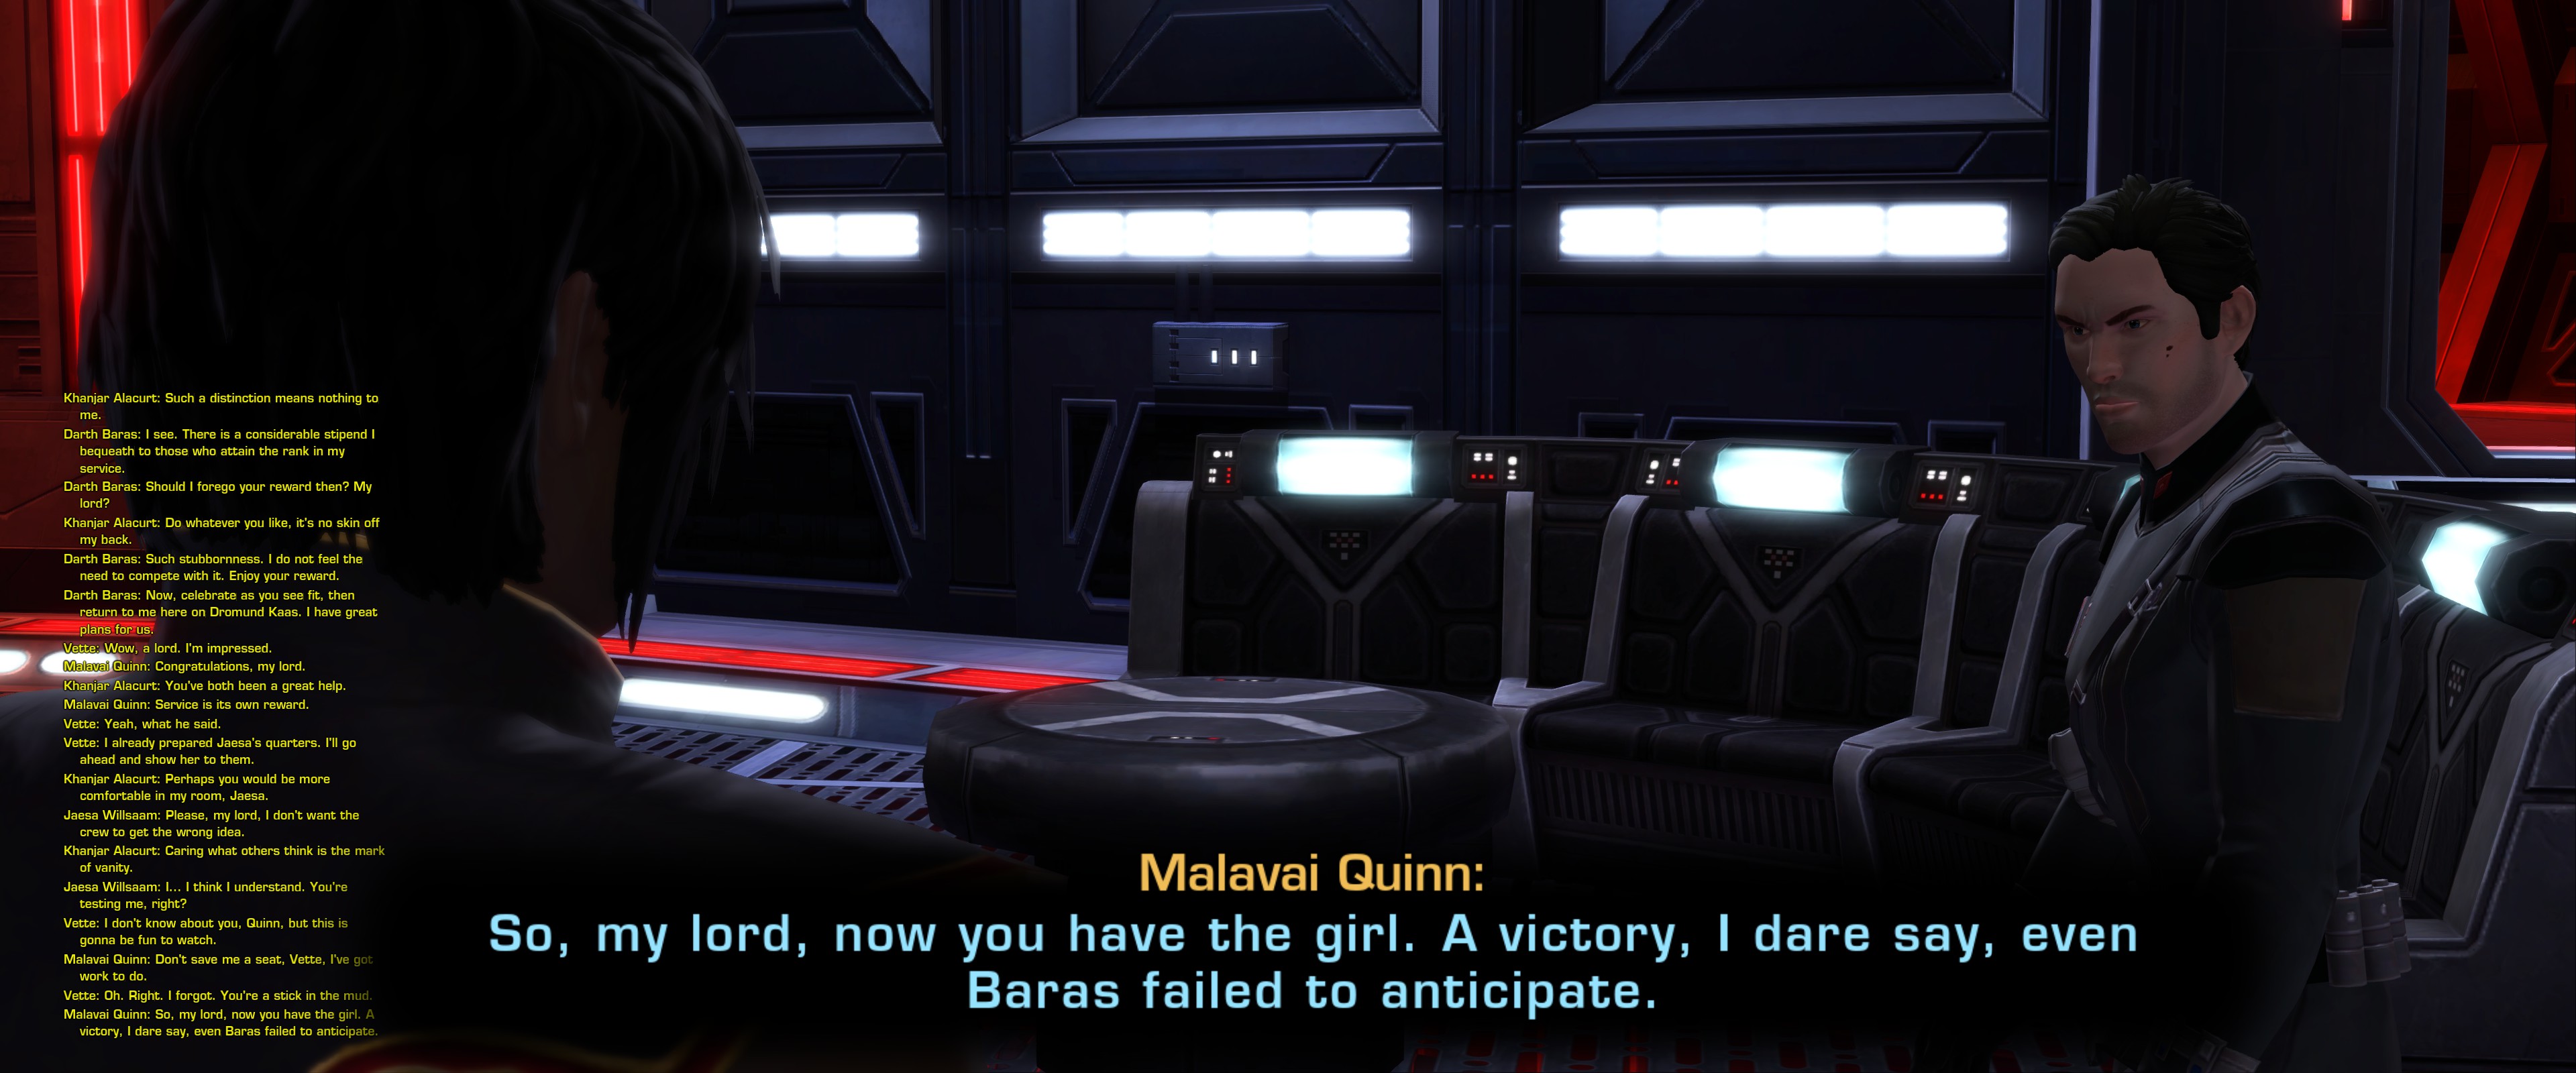 Khanjar Alacurt: Such a distinction means nothing to
me.
Darth Baras: I see. There is a considerable stipend I
bequeath to those who attain the rank in my
service.
Darth Baras: Should I forego your reward then? My
lord?
Khanjar Alacurt: Do whatever you like, it's no skin off
my back.
Darth Baras: Such stubbornness. I do not feel the
need to compete with it. Enjoy your reward.
Darth Baras: Now, celebrate as you see fit, then
return to me here on Dromund Kaas. I have great
plans for us.
Vette: Wow, a lord. I'm impressed.
Malavai Quinn: Congratulations, my lord.
Khanjar Alacurt: You've both been a great help.
Malavai Quinn: Service is its own reward.
Vette: Yeah, what he said.
Vette: I already prepared Jaesa's quarters. I'll go
ahead and show her to them.
Khanjar Alacurt: Perhaps you would be more
comfortable in my room, Jaesa.
Jaesa Willsaam: Please, my lord, I don't want the
crew to get the wrong idea.
Khanjar Alacurt: Caring what others think is the mark
of vanity.
Jaesa Willsaam: I... I think I understand. You're
testing me, right?
Vette: I don't know about you, Quinn, but this is
gonna be fun to watch.
Malavai Quinn: Don't save me a seat, Vette, I've got
work to do.
Vette: Oh. Right. I forgot. You're a stick in the mud.
Malavai Quinn: So, my lord, now you have the girl. A
victory, I dare say, even Baras failed to anticipate.
Malavai Quinn:
So, my lord, now you have the girl. A victory, I dare say, even
Baras failed to anticipate.